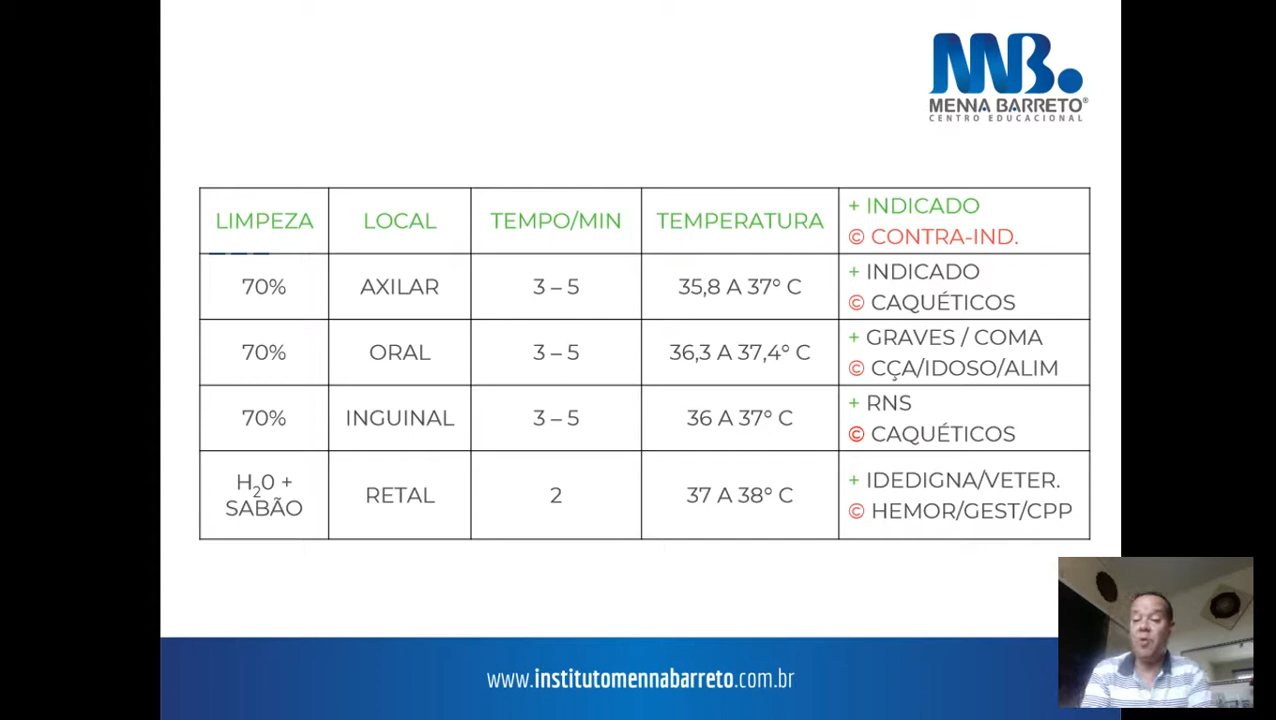 MNB.
MENNA BARRETO®
CENTRO EDUCACIONAL
LIMPEZA LOCAL TEMPO/MIN TEMPERATURA + INDICADO
© CONTRA-IND.
70% AXILAR 3 – 5 35,8 A 37° C + INDICADO
© CAQUÉTICOS
70% ORAL 3 – 5 36,3 A 37,4° C + GRAVES / COMA
© CÇA/IDOSO/ALIM
70% INGUINAL 3 – 5 36 A 37° C + RNS
© CAQUÉTICOS
H₂0 +
SABÃO RETAL 2 37 A 38° C + IDEDIGNA/VETER.
© HEMOR/GEST/CPP
www.institutomennabarreto.com.br